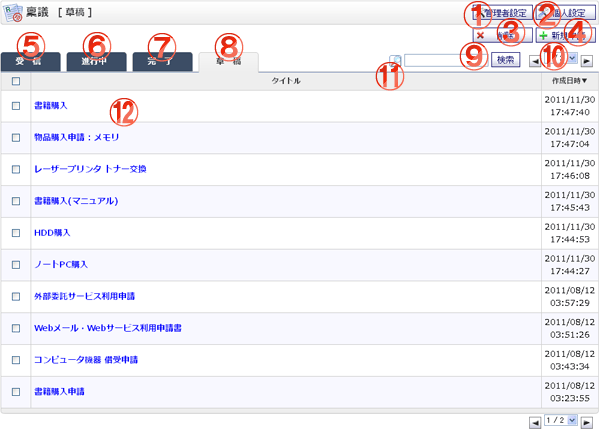 稟議 [ 草稿 ]
① 管理者設定 ② 個人設定
③ 削除 ④ 新規申請
⑤ 受 信 ⑥ 進行中 ⑦ 完 了 ⑧ 草 稿 ⑨ 検索 ⑩
⑪
タイトル 作成日時▼
書籍購入 2011/11/30 17:47:40
⑫
物品購入申請：メモリ 2011/11/30 17:47:04
レーザープリンタ トナー交換 2011/11/30 17:46:08
書籍購入(マニュアル) 2011/11/30 17:45:43
HDD購入 2011/11/30 17:44:53
ノートPC購入 2011/11/30 17:44:27
外部委託サービス利用申請 2011/08/12 03:57:29
Webメール・Webサービス利用申請書 2011/08/12 03:51:26
コンピュータ機器 借受申請 2011/08/12 03:43:34
書籍購入申請 2011/08/12 03:23:55
1 / 2